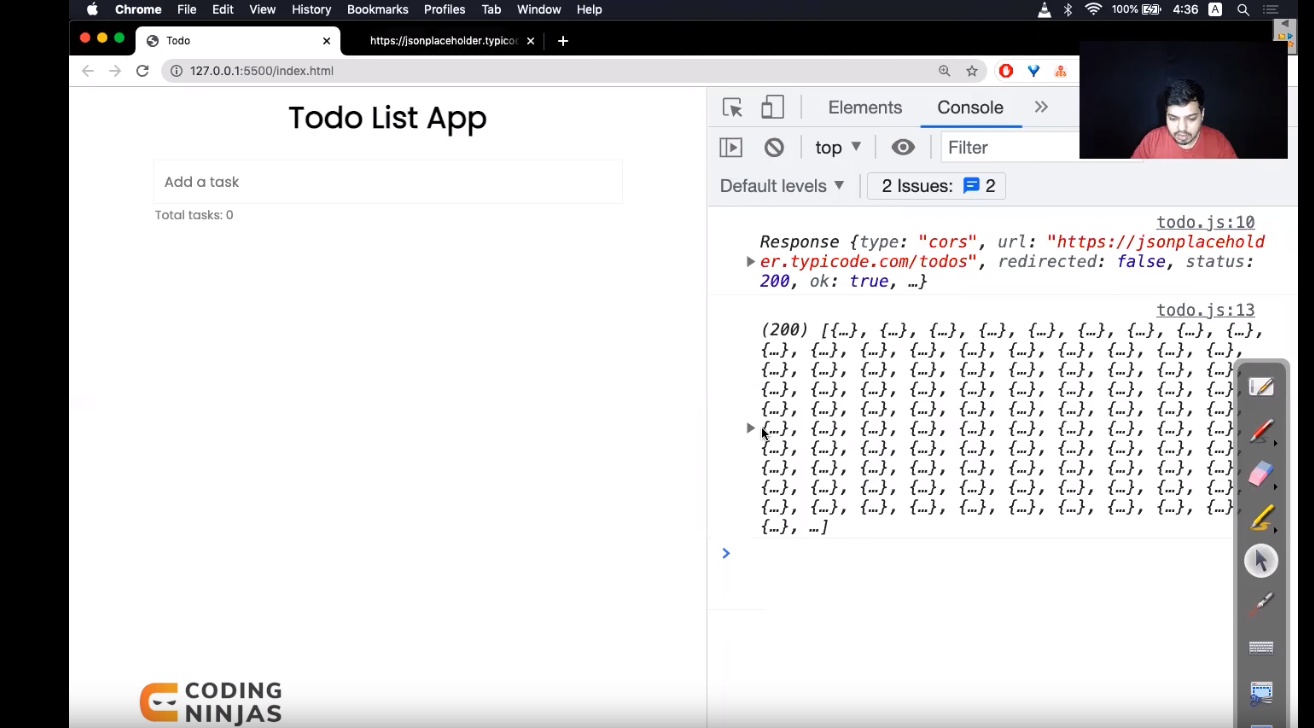 Chrome File Edit View History Bookmarks Profiles Tab Window Help 100% 4:36 A
Todo https://jsonplaceholder.typico
127.0.0.1:5500/index.html
Todo List App
Add a task
Total tasks: 0
Elements Console
top Filter
Default levels 2 Issues: 2
todo.js:10
Response {type: "cors", url: "https://jsonplacehold
er.typicode.com/todos", redirected: false, status:
200, ok: true, …}
todo.js:13
(200) [{…}, {…}, {…}, {…}, {…}, {…}, {…}, {…}, {…},
{…}, {…}, {…}, {…}, {…}, {…}, {…}, {…}, {…}, {…},
{…}, {…}, {…}, {…}, {…}, {…}, {…}, {…}, {…}, {…},
{…}, {…}, {…}, {…}, {…}, {…}, {…}, {…}, {…}, {…},
{…}, {…}, {…}, {…}, {…}, {…}, {…}, {…}, {…}, {…},
{…}, {…}, {…}, {…}, {…}, {…}, {…}, {…}, {…}, {…},
{…}, {…}, {…}, {…}, {…}, {…}, {…}, {…}, {…}, {…},
{…}, {…}, {…}, {…}, {…}, {…}, {…}, {…}, {…}, {…},
{…}, {…}, {…}, {…}, {…}, {…}, {…}, {…}, {…}, {…},
{…}, {…}, {…}, {…}, {…}, {…}, {…}, {…}, {…}, {…},
{…}, …]
CODING
NINJAS